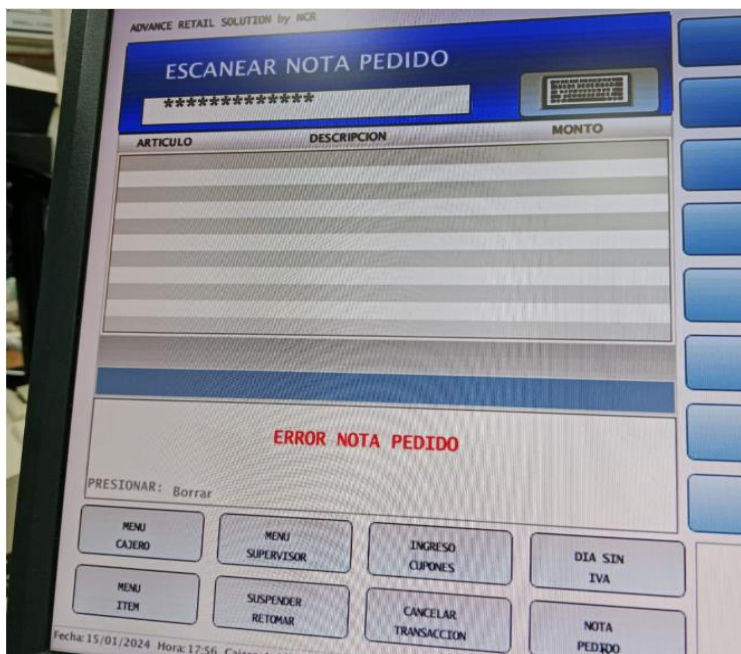 ADVANCE RETAIL SOLUTION by NCR
ESCANEAR NOTA PEDIDO
*************
ARTICULO DESCRIPCION MONTO
ERROR NOTA PEDIDO
PRESIONAR: Borrar
MENU
CAJERO
MENU
SUPERVISOR
INGRESO
CUPONES
DIA SIN
IVA
MENU
ITEM
SUSPENDER
RETOMAR
CANCELAR
TRANSACCION
NOTA
PEDIDO
Fecha: 15/01/2024 Hora: 17:56